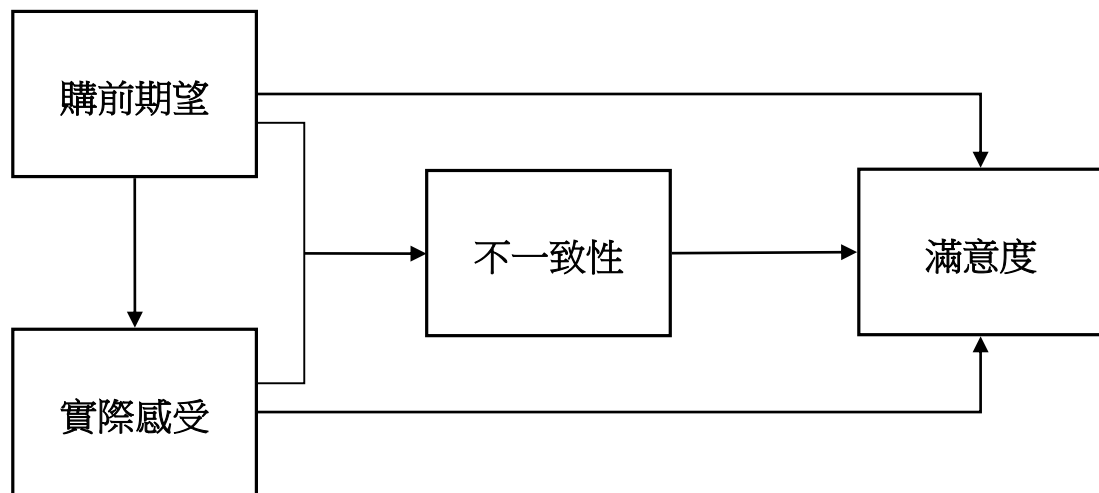 購前期望
不一致性
滿意度
實際感受